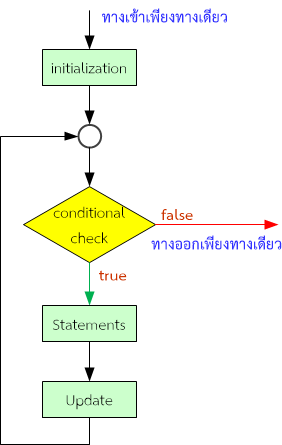 ทางเข้าเพียงทางเดียว
initialization
conditional
check
false
ทางออกเพียงทางเดียว
true
Statements
Update